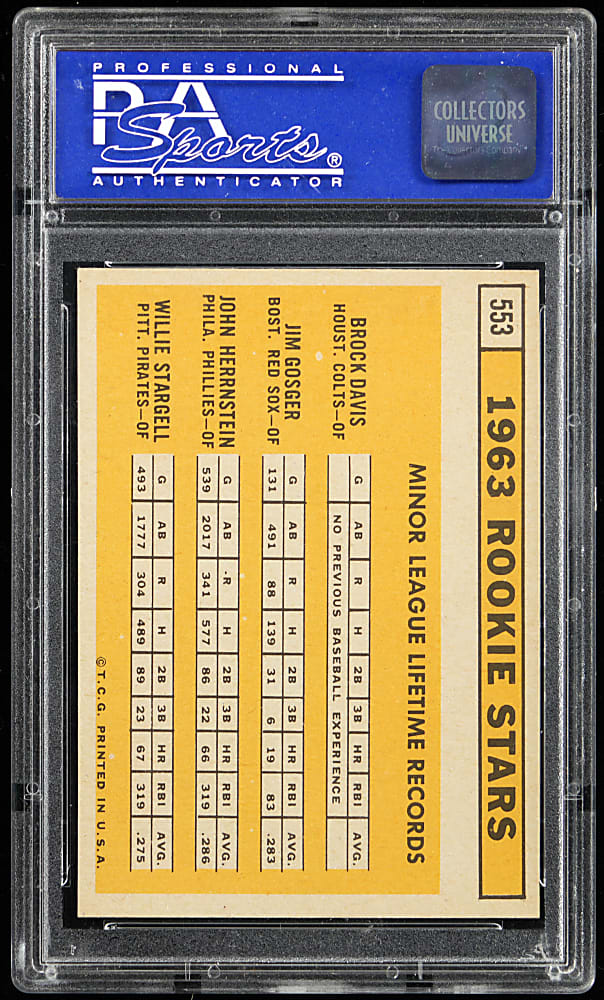 PROFESSIONAL
PSA
Sports®
AUTHENTICATOR
COLLECTORS
UNIVERSE
The Collectors Company
553 1963 ROOKIE STARS
MINOR LEAGUE LIFETIME RECORDS
G AB R H 2B 3B HR RBI AVG.
BROCK DAVIS
HOUST. COLTS—OF NO PREVIOUS BASEBALL EXPERIENCE
G AB R H 2B 3B HR RBI AVG.
JIM GOSGER
BOST. RED SOX—OF 131 491 88 139 31 6 19 83 .283
G AB R H 2B 3B HR RBI AVG.
JOHN HERRNSTEIN
PHILA. PHILLIES—OF 539 2017 341 577 86 22 66 319 .286
G AB R H 2B 3B HR RBI AVG.
WILLIE STARGELL
PITT. PIRATES—OF 493 1777 304 489 89 23 67 319 .275
© T.C.G. PRINTED IN U.S.A.